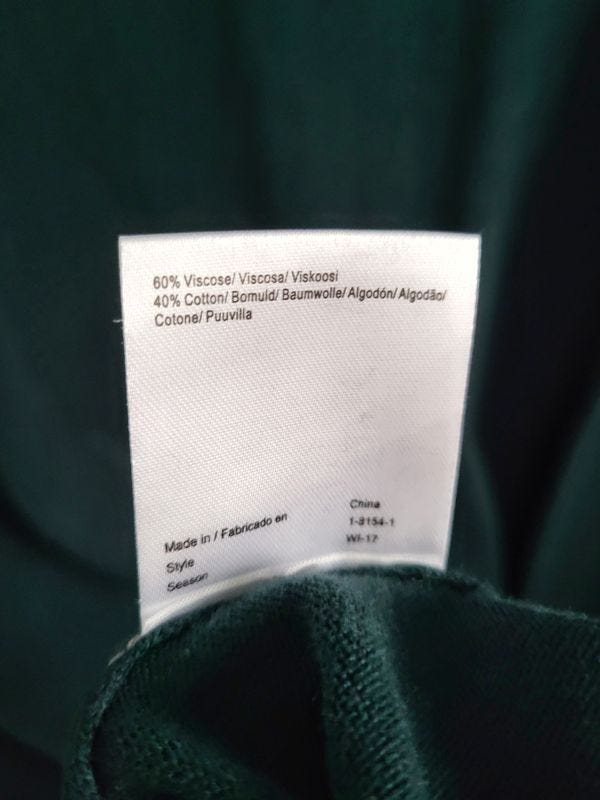 60% Viscose/ Viscosa/ Viskoosi
40% Cotton/ Bomuld/ Baumwolle/ Algodón/ Algodão/
Cotone/ Puuvilla
Made in / Fabricado en China
Style 1-8154-1
Season WI-17